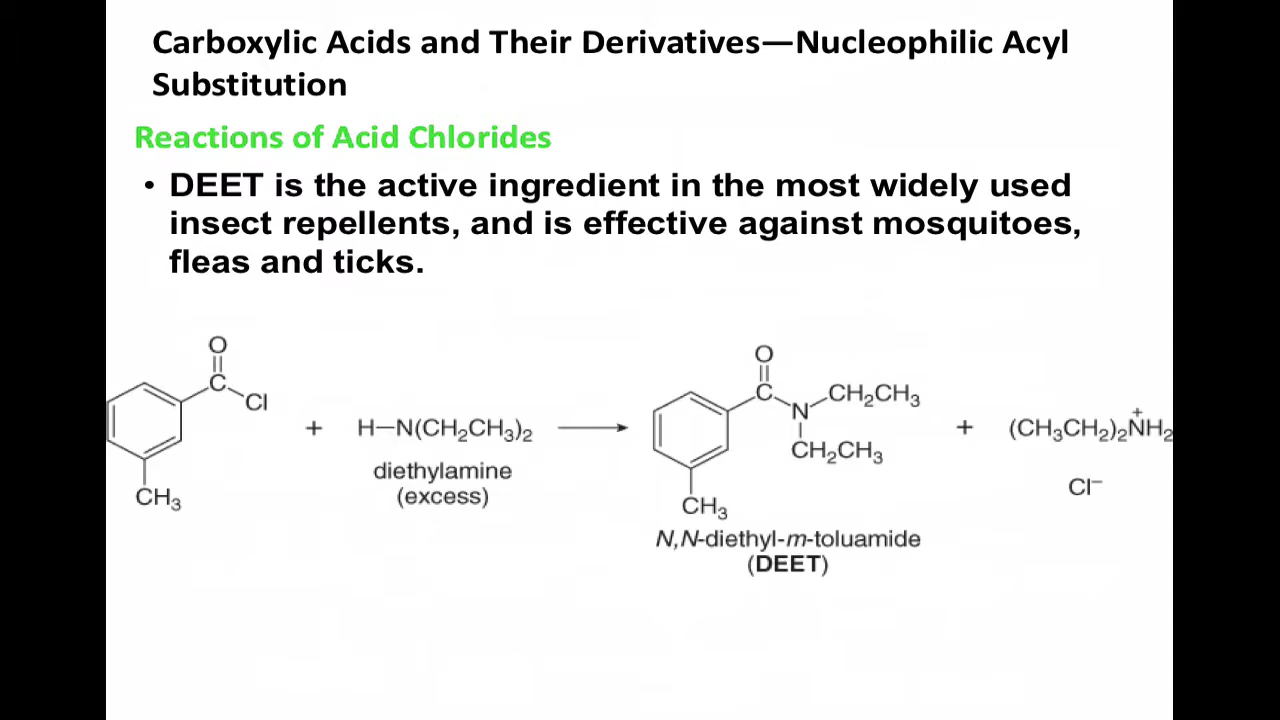 Carboxylic Acids and Their Derivatives—Nucleophilic Acyl
Substitution
Reactions of Acid Chlorides
• DEET is the active ingredient in the most widely used
insect repellents, and is effective against mosquitoes,
fleas and ticks.
O
C
Cl
CH₃
+
H–N(CH₂CH₃)₂
diethylamine
(excess)
O
C
N
CH₂CH₃
CH₂CH₃
CH₃
N,N-diethyl-m-toluamide
(DEET)
+
(CH₃CH₂)₂N⁺H₂
Cl⁻